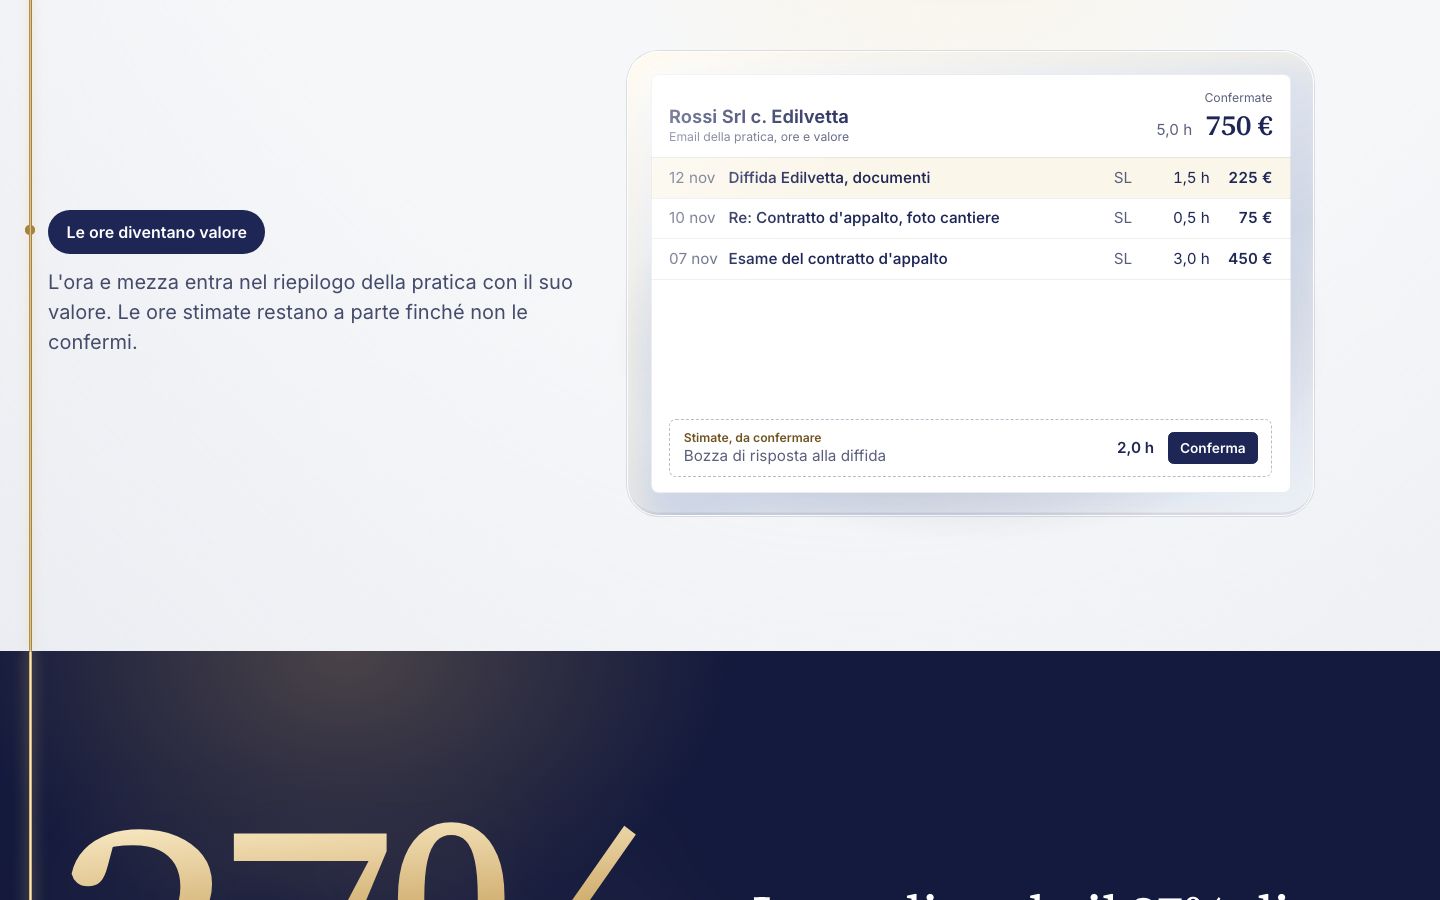 Confermate
Rossi Srl c. Edilvetta
5,0 h 750 €
Email della pratica, ore e valore
12 nov Diffida Edilvetta, documenti SL 1,5 h 225 €
10 nov Re: Contratto d'appalto, foto cantiere SL 0,5 h 75 €
07 nov Esame del contratto d'appalto SL 3,0 h 450 €
Stimate, da confermare
Bozza di risposta alla diffida
2,0 h Conferma
Le ore diventano valore
L'ora e mezza entra nel riepilogo della pratica con il suo
valore. Le ore stimate restano a parte finché non le
confermi.